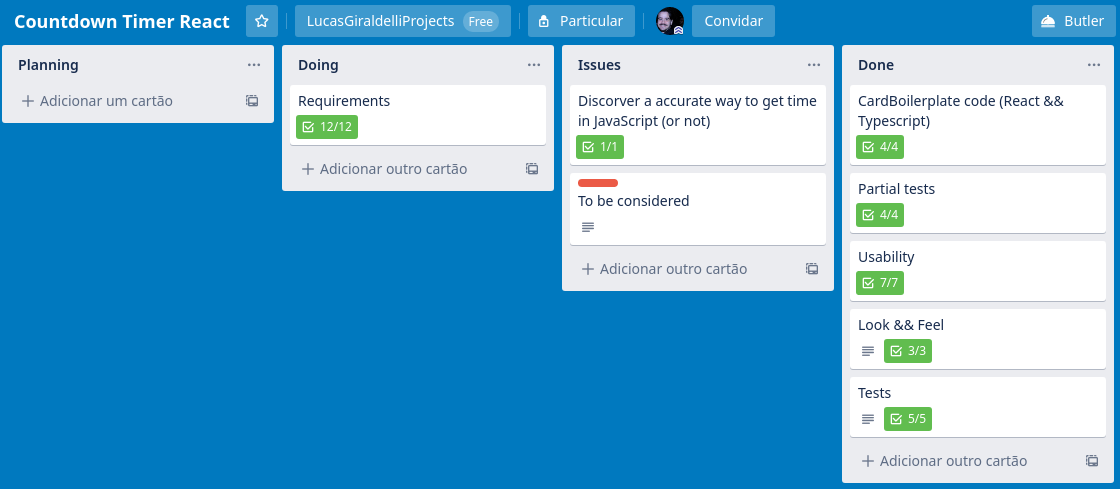 Countdown Timer React
LucasGiraldelliProjects Free
Particular
Convidar
Butler
Planning
Adicionar um cartão
Doing
Requirements
12/12
Adicionar outro cartão
Issues
Discorver a accurate way to get time
in JavaScript (or not)
1/1
To be considered
Adicionar outro cartão
Done
CardBoilerplate code (React &&
Typescript)
4/4
Partial tests
4/4
Usability
7/7
Look && Feel
3/3
Tests
5/5
Adicionar outro cartão